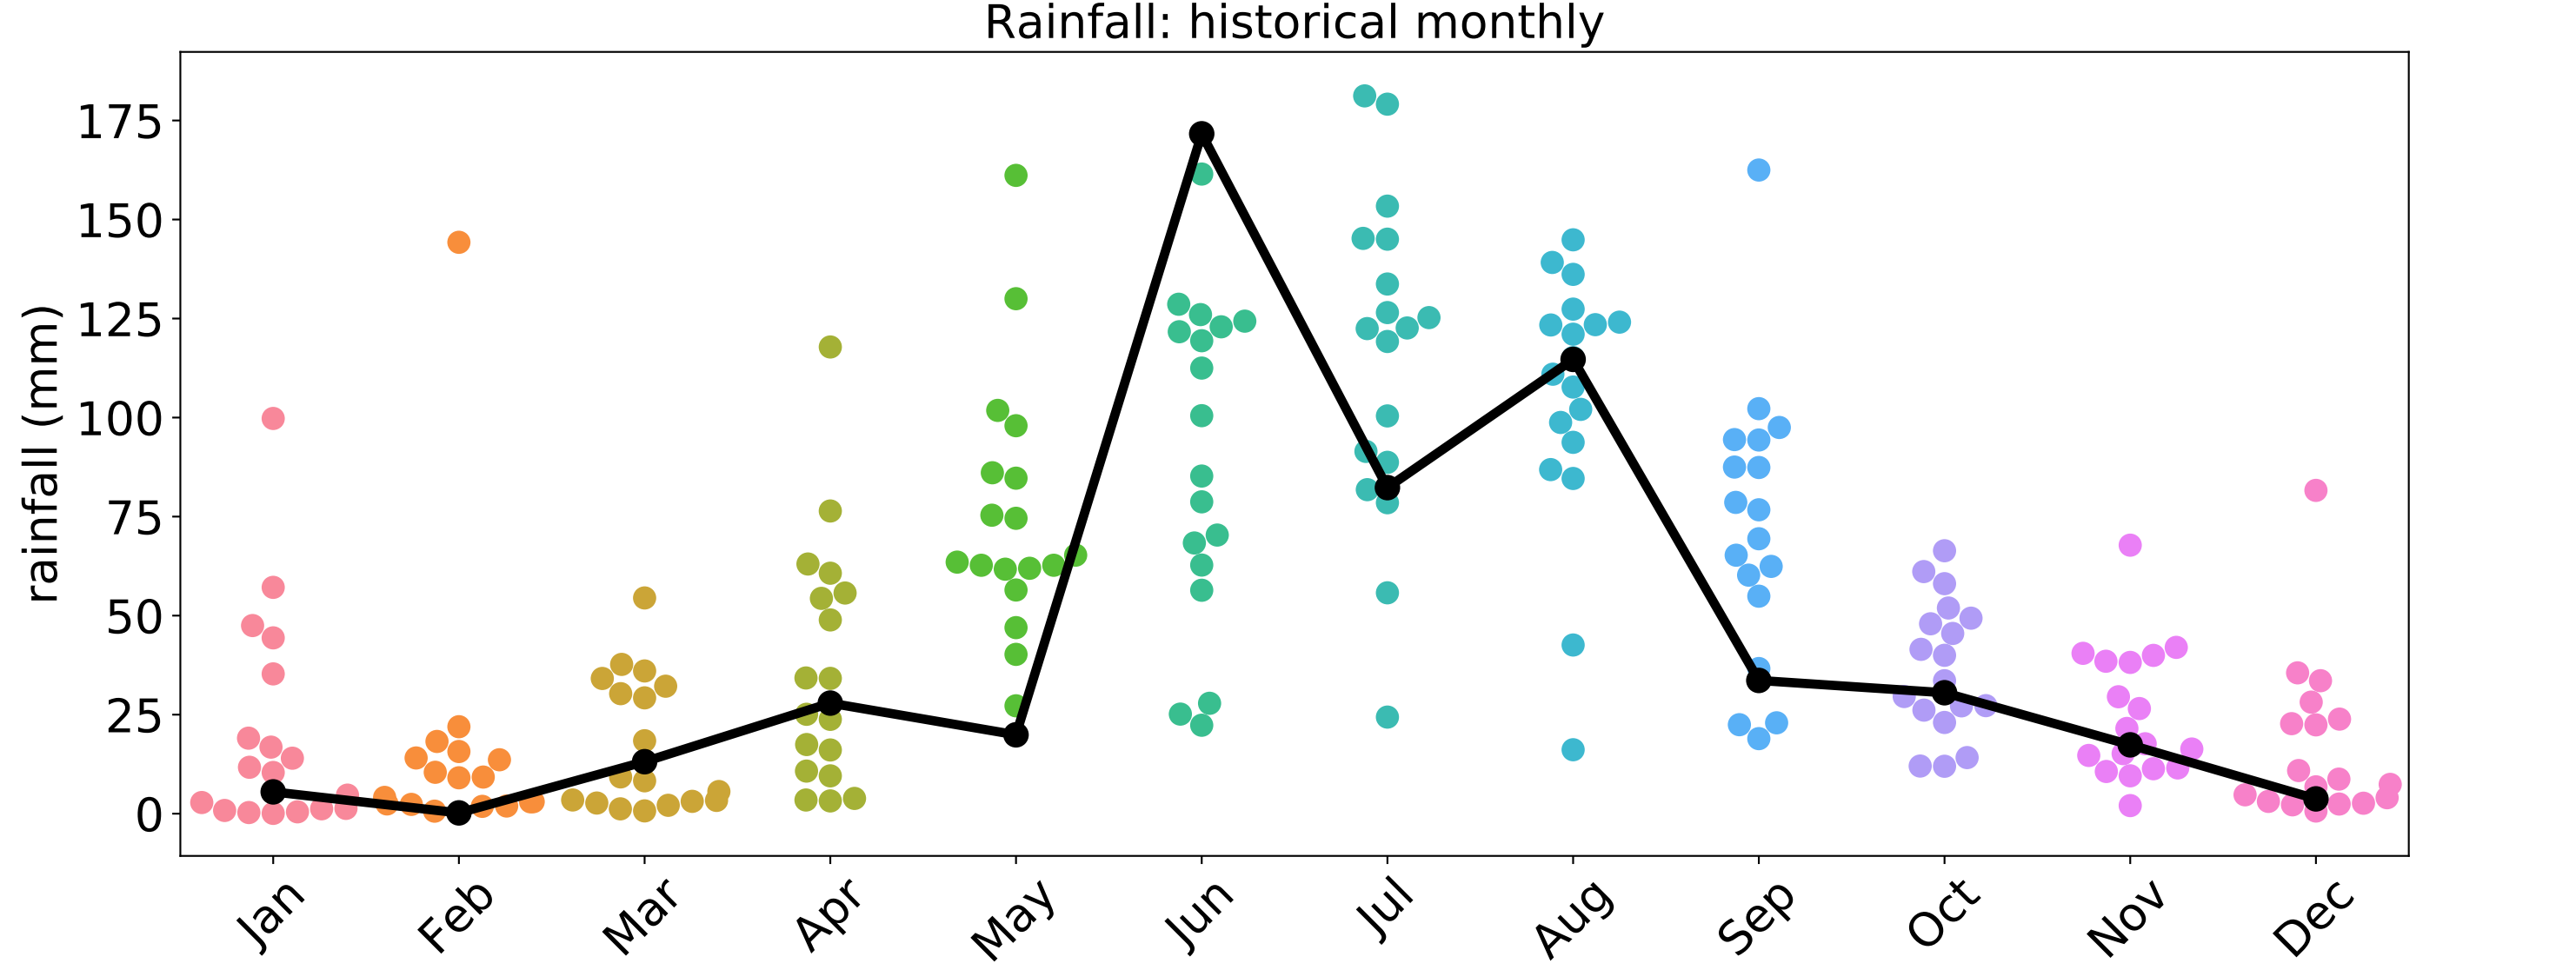 Rainfall: historical monthly
rainfall (mm)
175
150
125
100
75
50
25
0
Jan
Feb
Mar
Apr
May
Jun
Jul
Aug
Sep
Oct
Nov
Dec